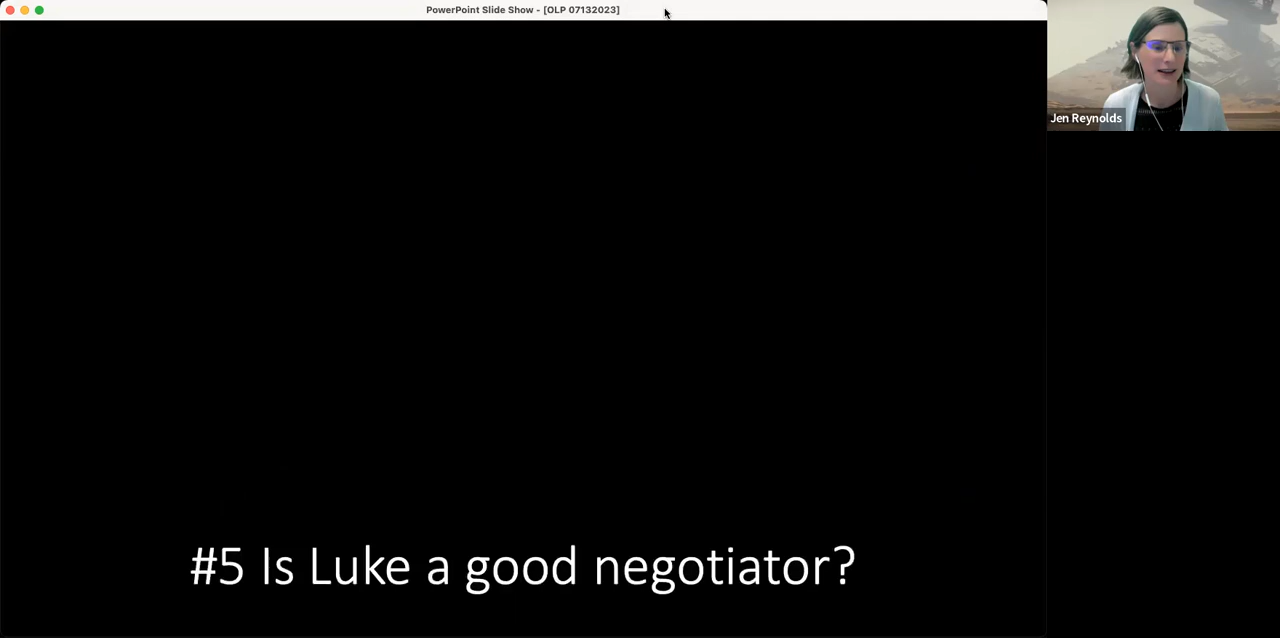 PowerPoint Slide Show - [OLP 07132023]
Jen Reynolds
#5 Is Luke a good negotiator?